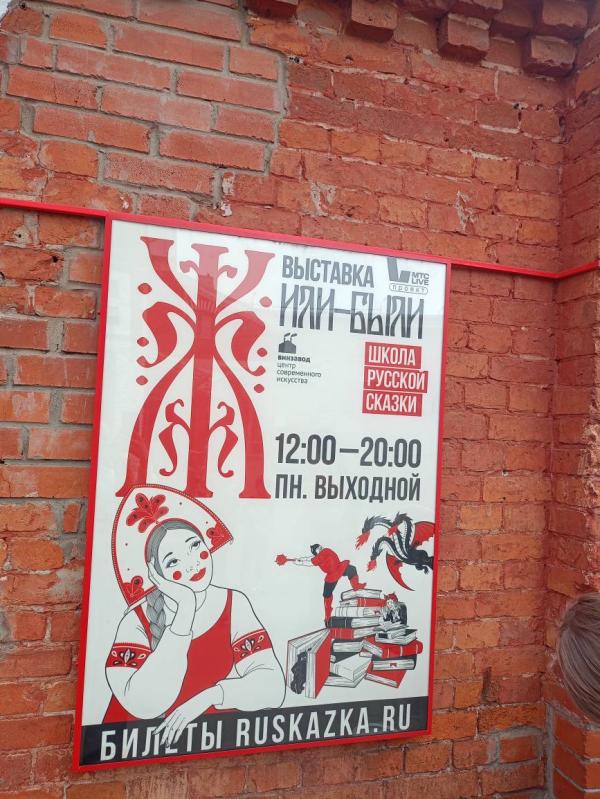 ВЫСТАВКА
ЖИЛИ-БЫЛИ
МТС
LIVE
проект
винзавод
центр
современного
искусства
ШКОЛА
РУССКОЙ
СКАЗКИ
12:00–20:00
ПН. ВЫХОДНОЙ
БИЛЕТЫ RUSKAZKA.RU